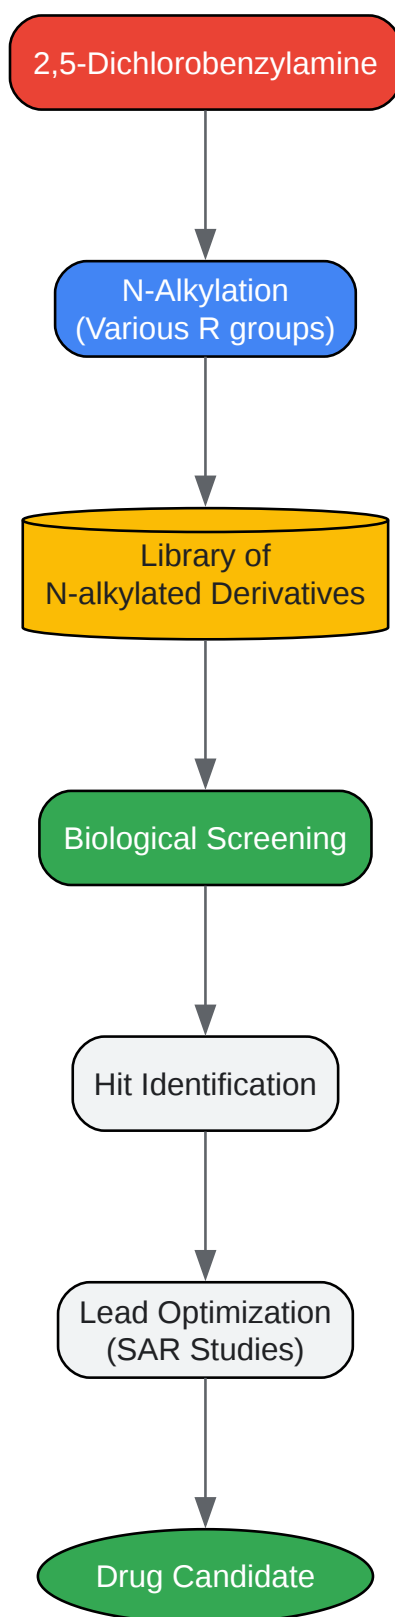 2,5-Dichlorobenzylamine
N-Alkylation
(Various R groups)
Library of
N-alkylated Derivatives
Biological Screening
Hit Identification
Lead Optimization
(SAR Studies)
Drug Candidate